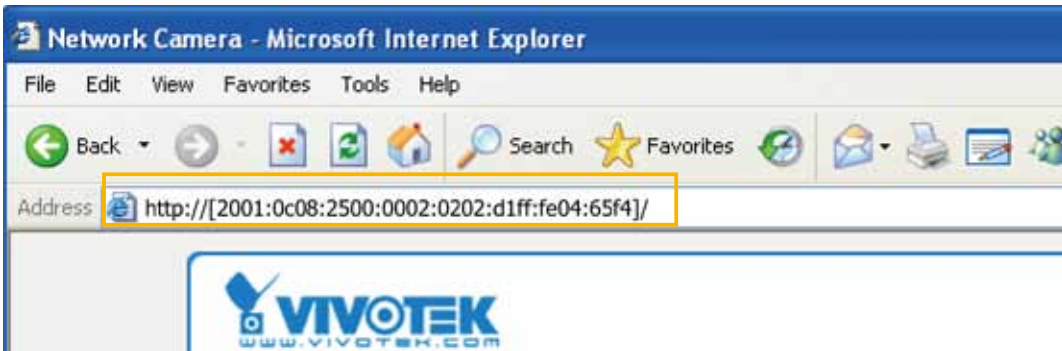 Network Camera - Microsoft Internet Explorer
File Edit View Favorites Tools Help
Back Search Favorites
Address http://[2001:0c08:2500:0002:0202:d1ff:fe04:65f4]/
VIVOTEK
WWW.VIVOTEK.COM